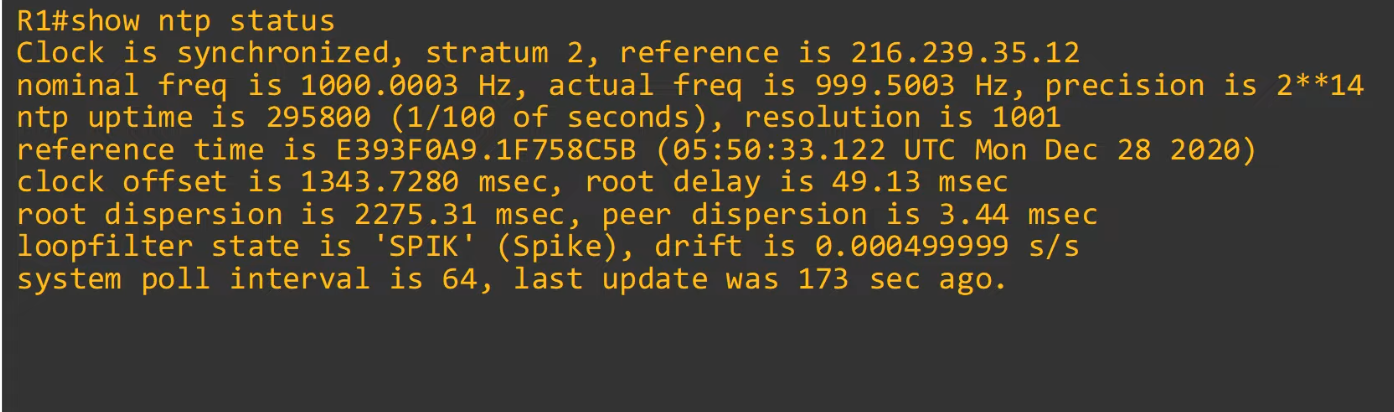 R1#show ntp status
Clock is synchronized, stratum 2, reference is 216.239.35.12
nominal freq is 1000.0003 Hz, actual freq is 999.5003 Hz, precision is 2**14
ntp uptime is 295800 (1/100 of seconds), resolution is 1001
reference time is E393F0A9.1F758C5B (05:50:33.122 UTC Mon Dec 28 2020)
clock offset is 1343.7280 msec, root delay is 49.13 msec
root dispersion is 2275.31 msec, peer dispersion is 3.44 msec
loopfilter state is 'SPIK' (Spike), drift is 0.000499999 s/s
system poll interval is 64, last update was 173 sec ago.